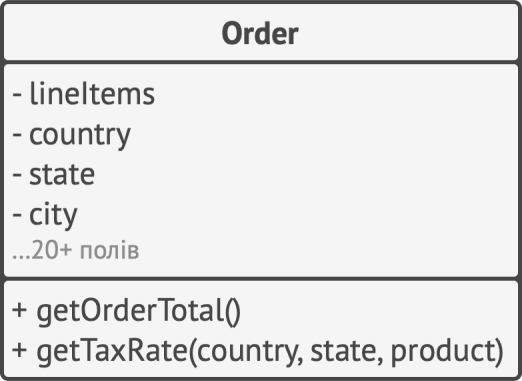 Order
- lineItems
- country
- state
- city
...20+ полів
+ getOrderTotal()
+ getTaxRate(country, state, product)